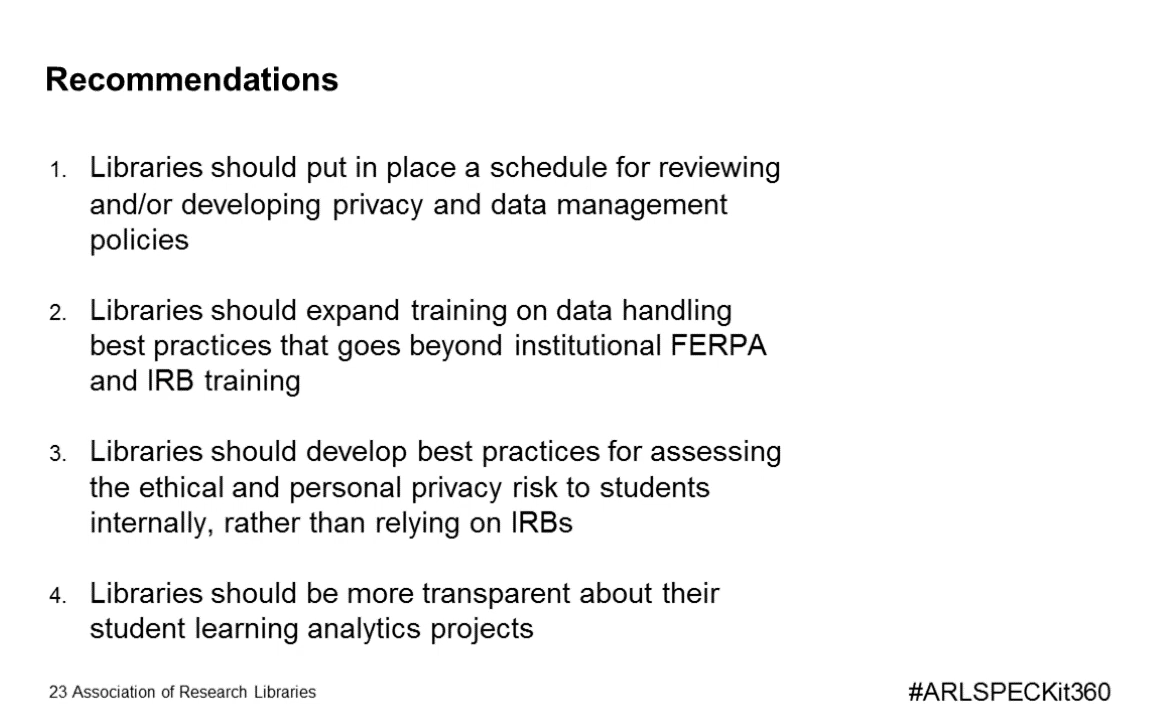 Recommendations
1. Libraries should put in place a schedule for reviewing
and/or developing privacy and data management
policies
2. Libraries should expand training on data handling
best practices that goes beyond institutional FERPA
and IRB training
3. Libraries should develop best practices for assessing
the ethical and personal privacy risk to students
internally, rather than relying on IRBs
4. Libraries should be more transparent about their
student learning analytics projects
23 Association of Research Libraries
#ARLSPECKit360